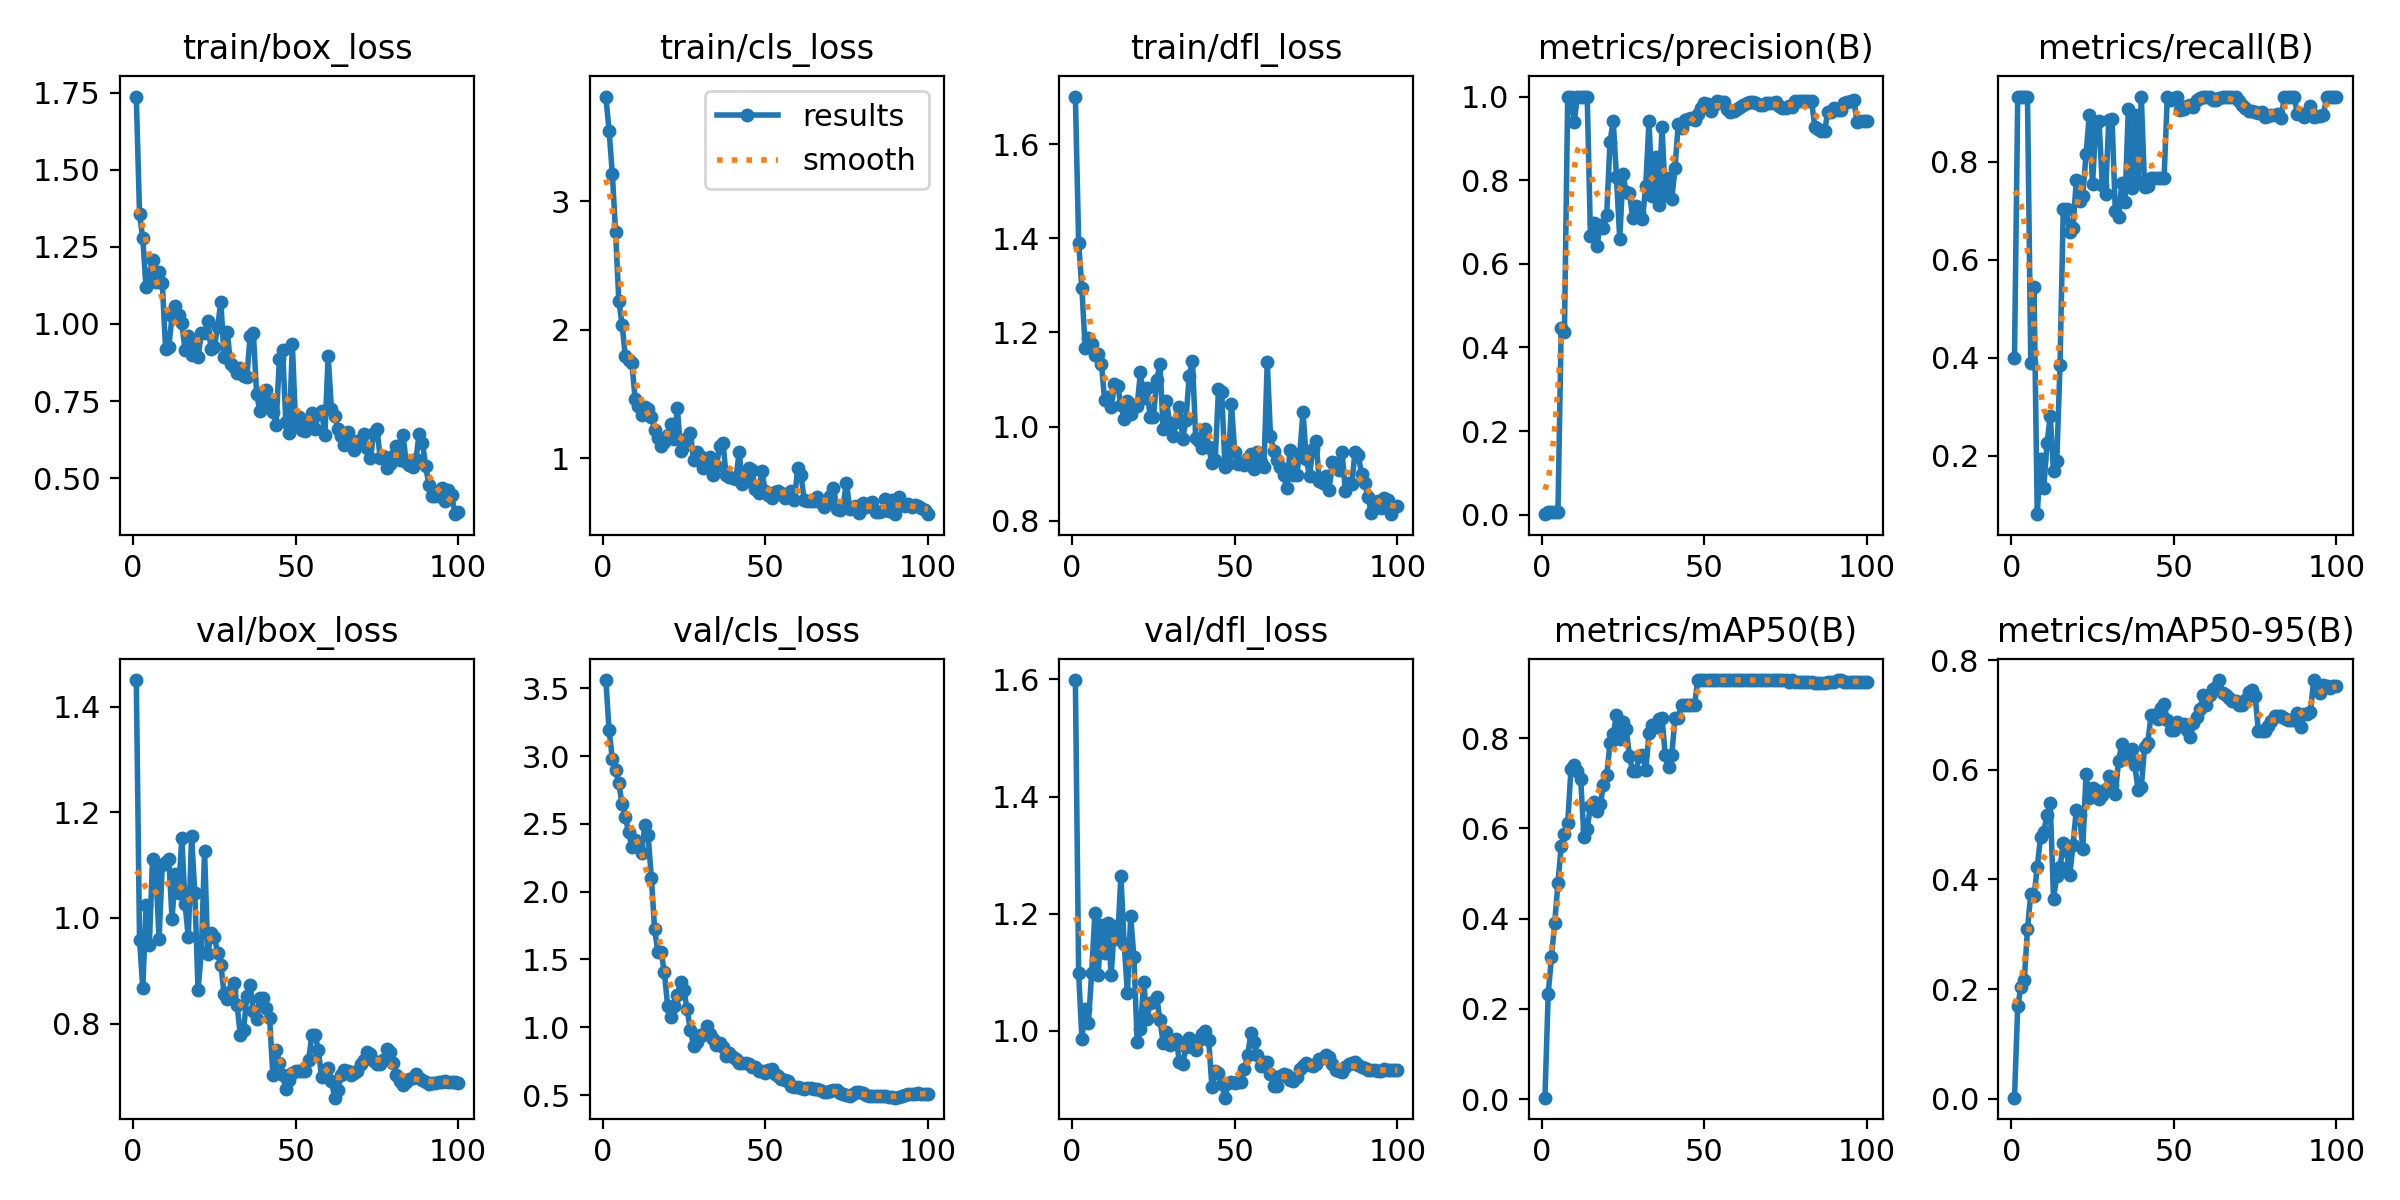 train/box_loss
1.75
1.50
1.25
1.00
0.75
0.50
0 50 100
train/cls_loss
results
smooth
3
2
1
0 50 100
train/dfl_loss
1.6
1.4
1.2
1.0
0.8
0 50 100
metrics/precision(B)
1.0
0.8
0.6
0.4
0.2
0.0
0 50 100
metrics/recall(B)
0.8
0.6
0.4
0.2
0 50 100
val/box_loss
1.4
1.2
1.0
0.8
0 50 100
val/cls_loss
3.5
3.0
2.5
2.0
1.5
1.0
0.5
0 50 100
val/dfl_loss
1.6
1.4
1.2
1.0
0 50 100
metrics/mAP50(B)
0.8
0.6
0.4
0.2
0.0
0 50 100
metrics/mAP50-95(B)
0.8
0.6
0.4
0.2
0.0
0 50 100